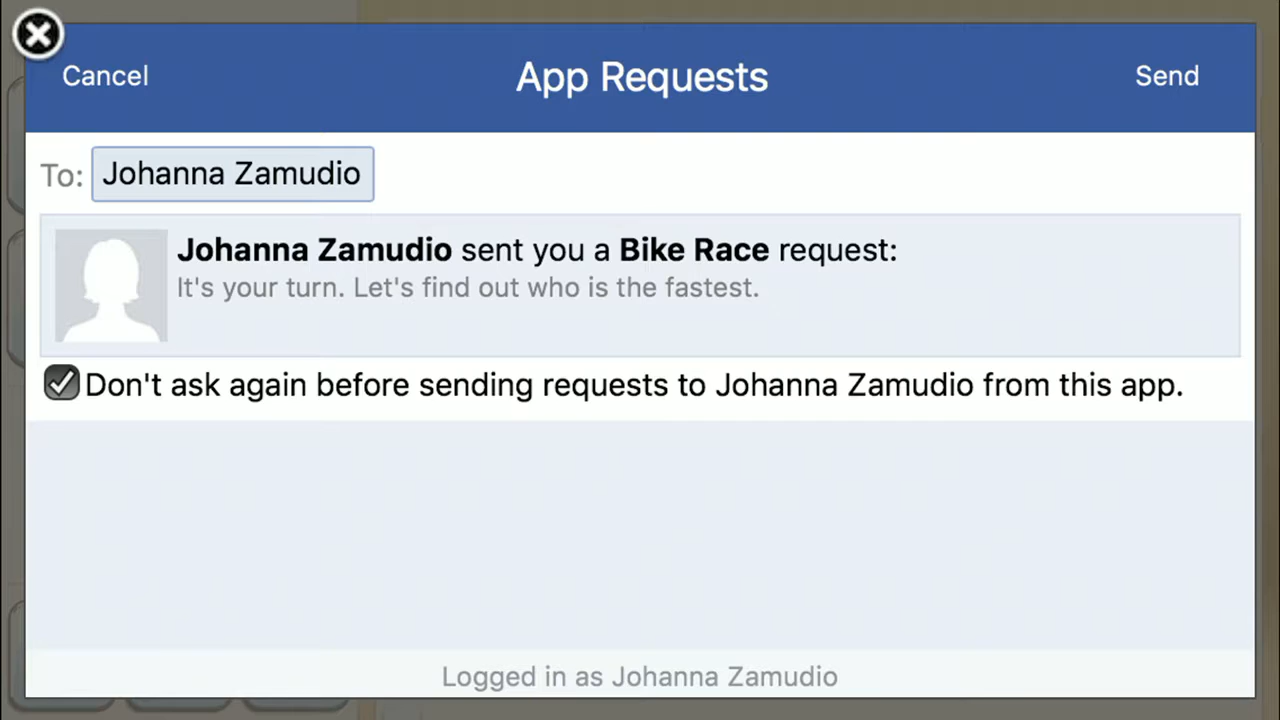 Cancel
App Requests
Send
To: Johanna Zamudio
Johanna Zamudio sent you a Bike Race request:
It's your turn. Let's find out who is the fastest.
Don't ask again before sending requests to Johanna Zamudio from this app.
Logged in as Johanna Zamudio